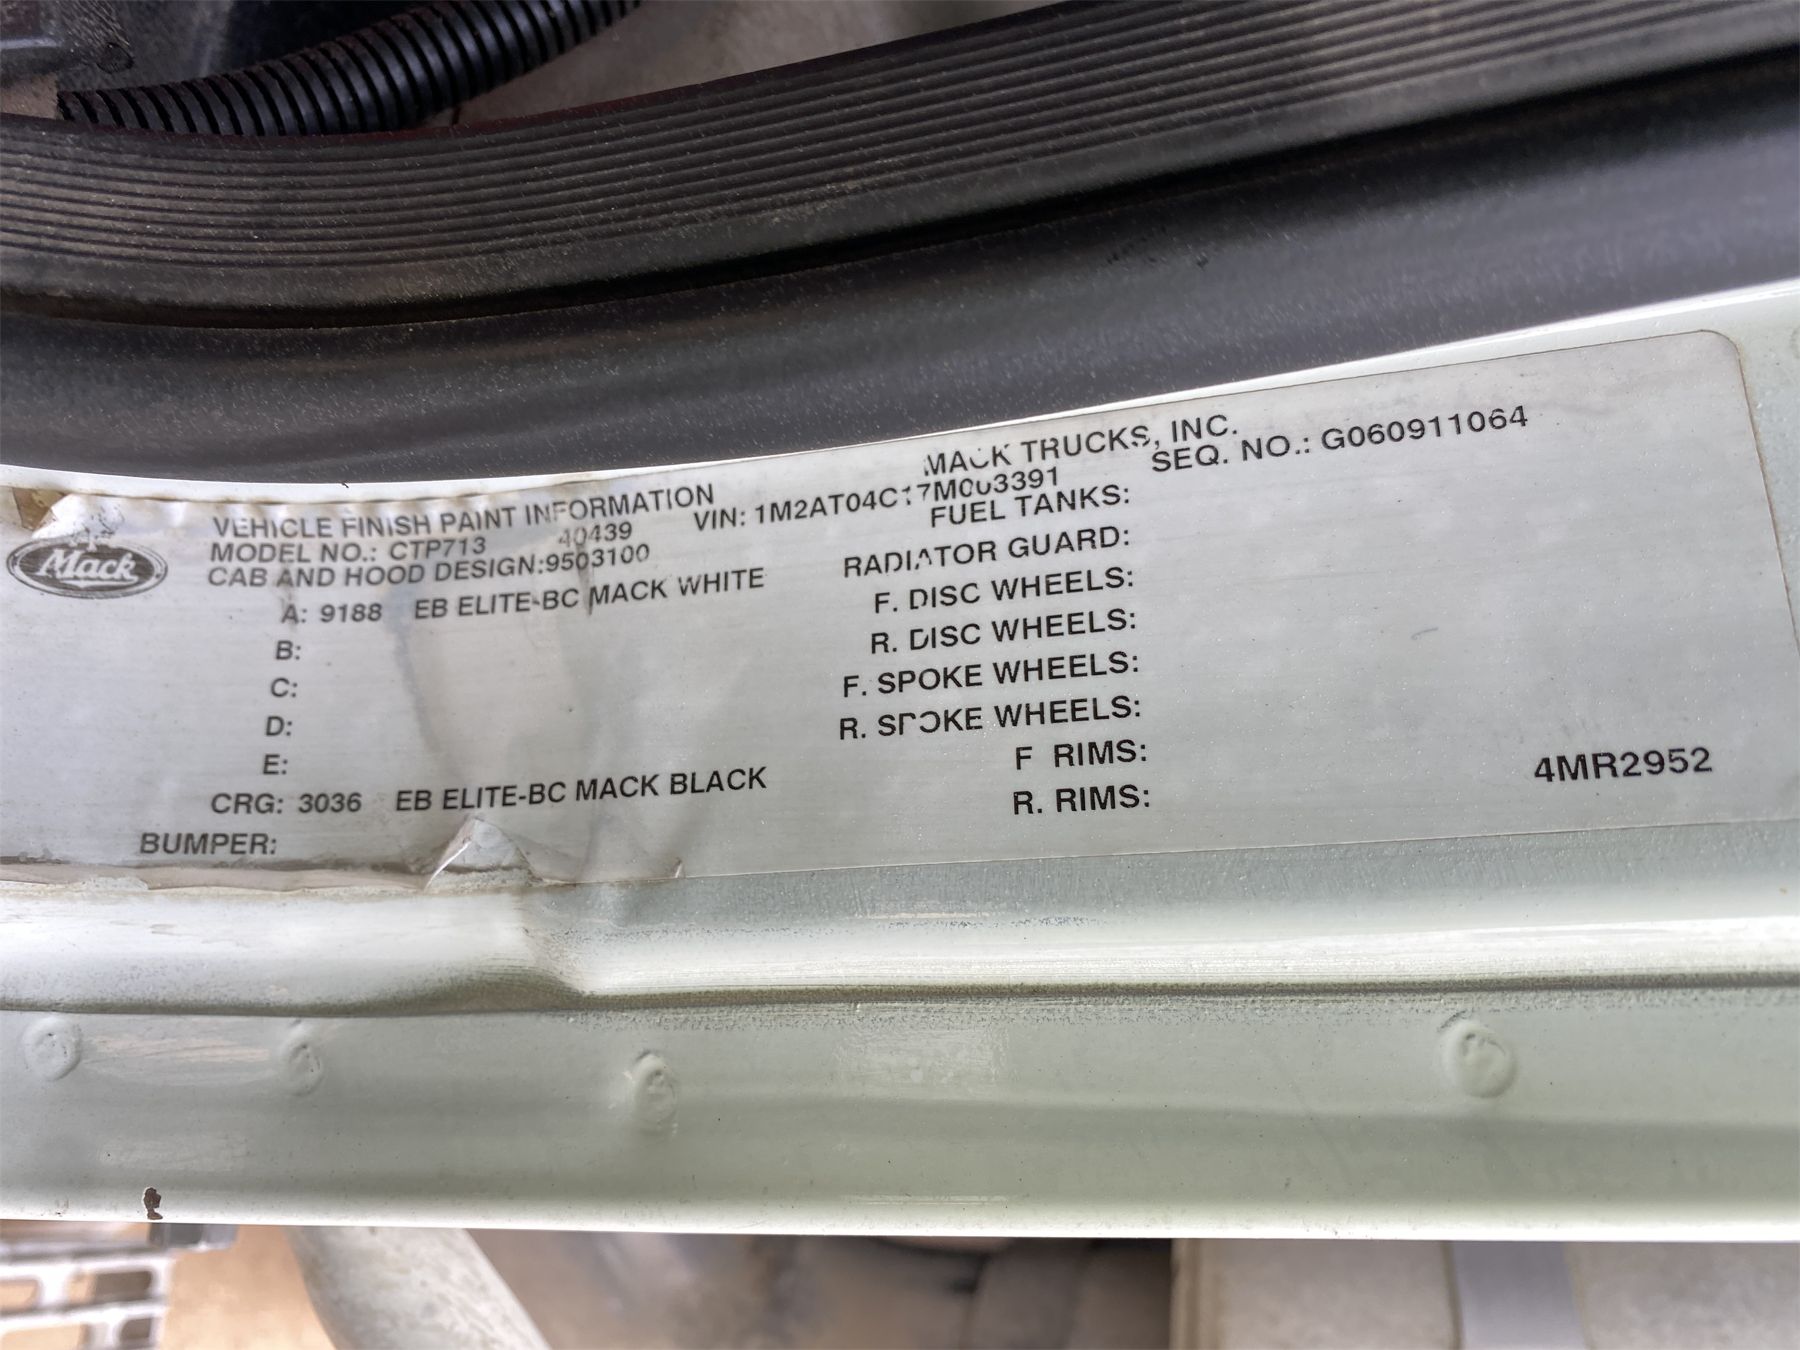 MACK TRUCKS, INC.
VEHICLE FINISH PAINT INFORMATION
VIN: 1M2AT04C17M003391
SEQ. NO.: G060911064
Mack
MODEL NO.: CTP713 40439
CAB AND HOOD DESIGN:9503100
A: 9188 EB ELITE-BC MACK WHITE
B:
C:
D:
E:
CRG: 3036 EB ELITE-BC MACK BLACK
BUMPER:
FUEL TANKS:
RADIATOR GUARD:
F. DISC WHEELS:
R. DISC WHEELS:
F. SPOKE WHEELS:
R. SPOKE WHEELS:
F RIMS:
R. RIMS:
4MR2952